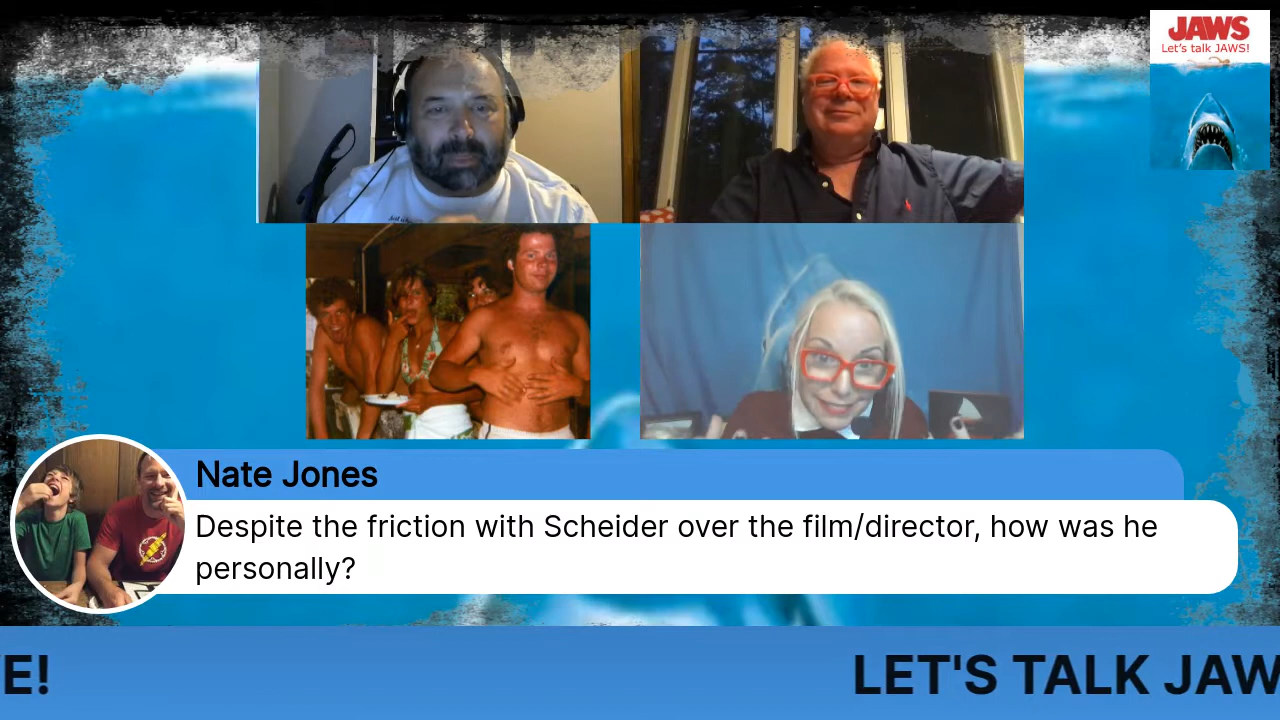 JAWS
Let's talk JAWS!
Nate Jones
Despite the friction with Scheider over the film/director, how was he
personally?
E!
LET'S TALK JAW